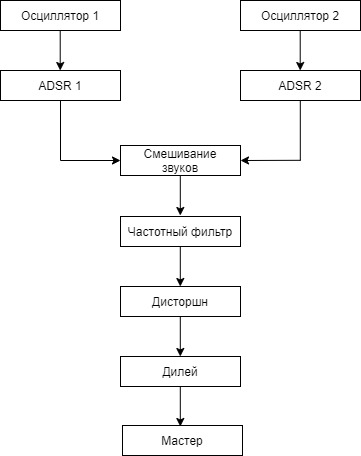 Осциллятор 1
Осциллятор 2
ADSR 1
ADSR 2
Смешивание
звуков
Частотный фильтр
Дисторшн
Дилей
Мастер